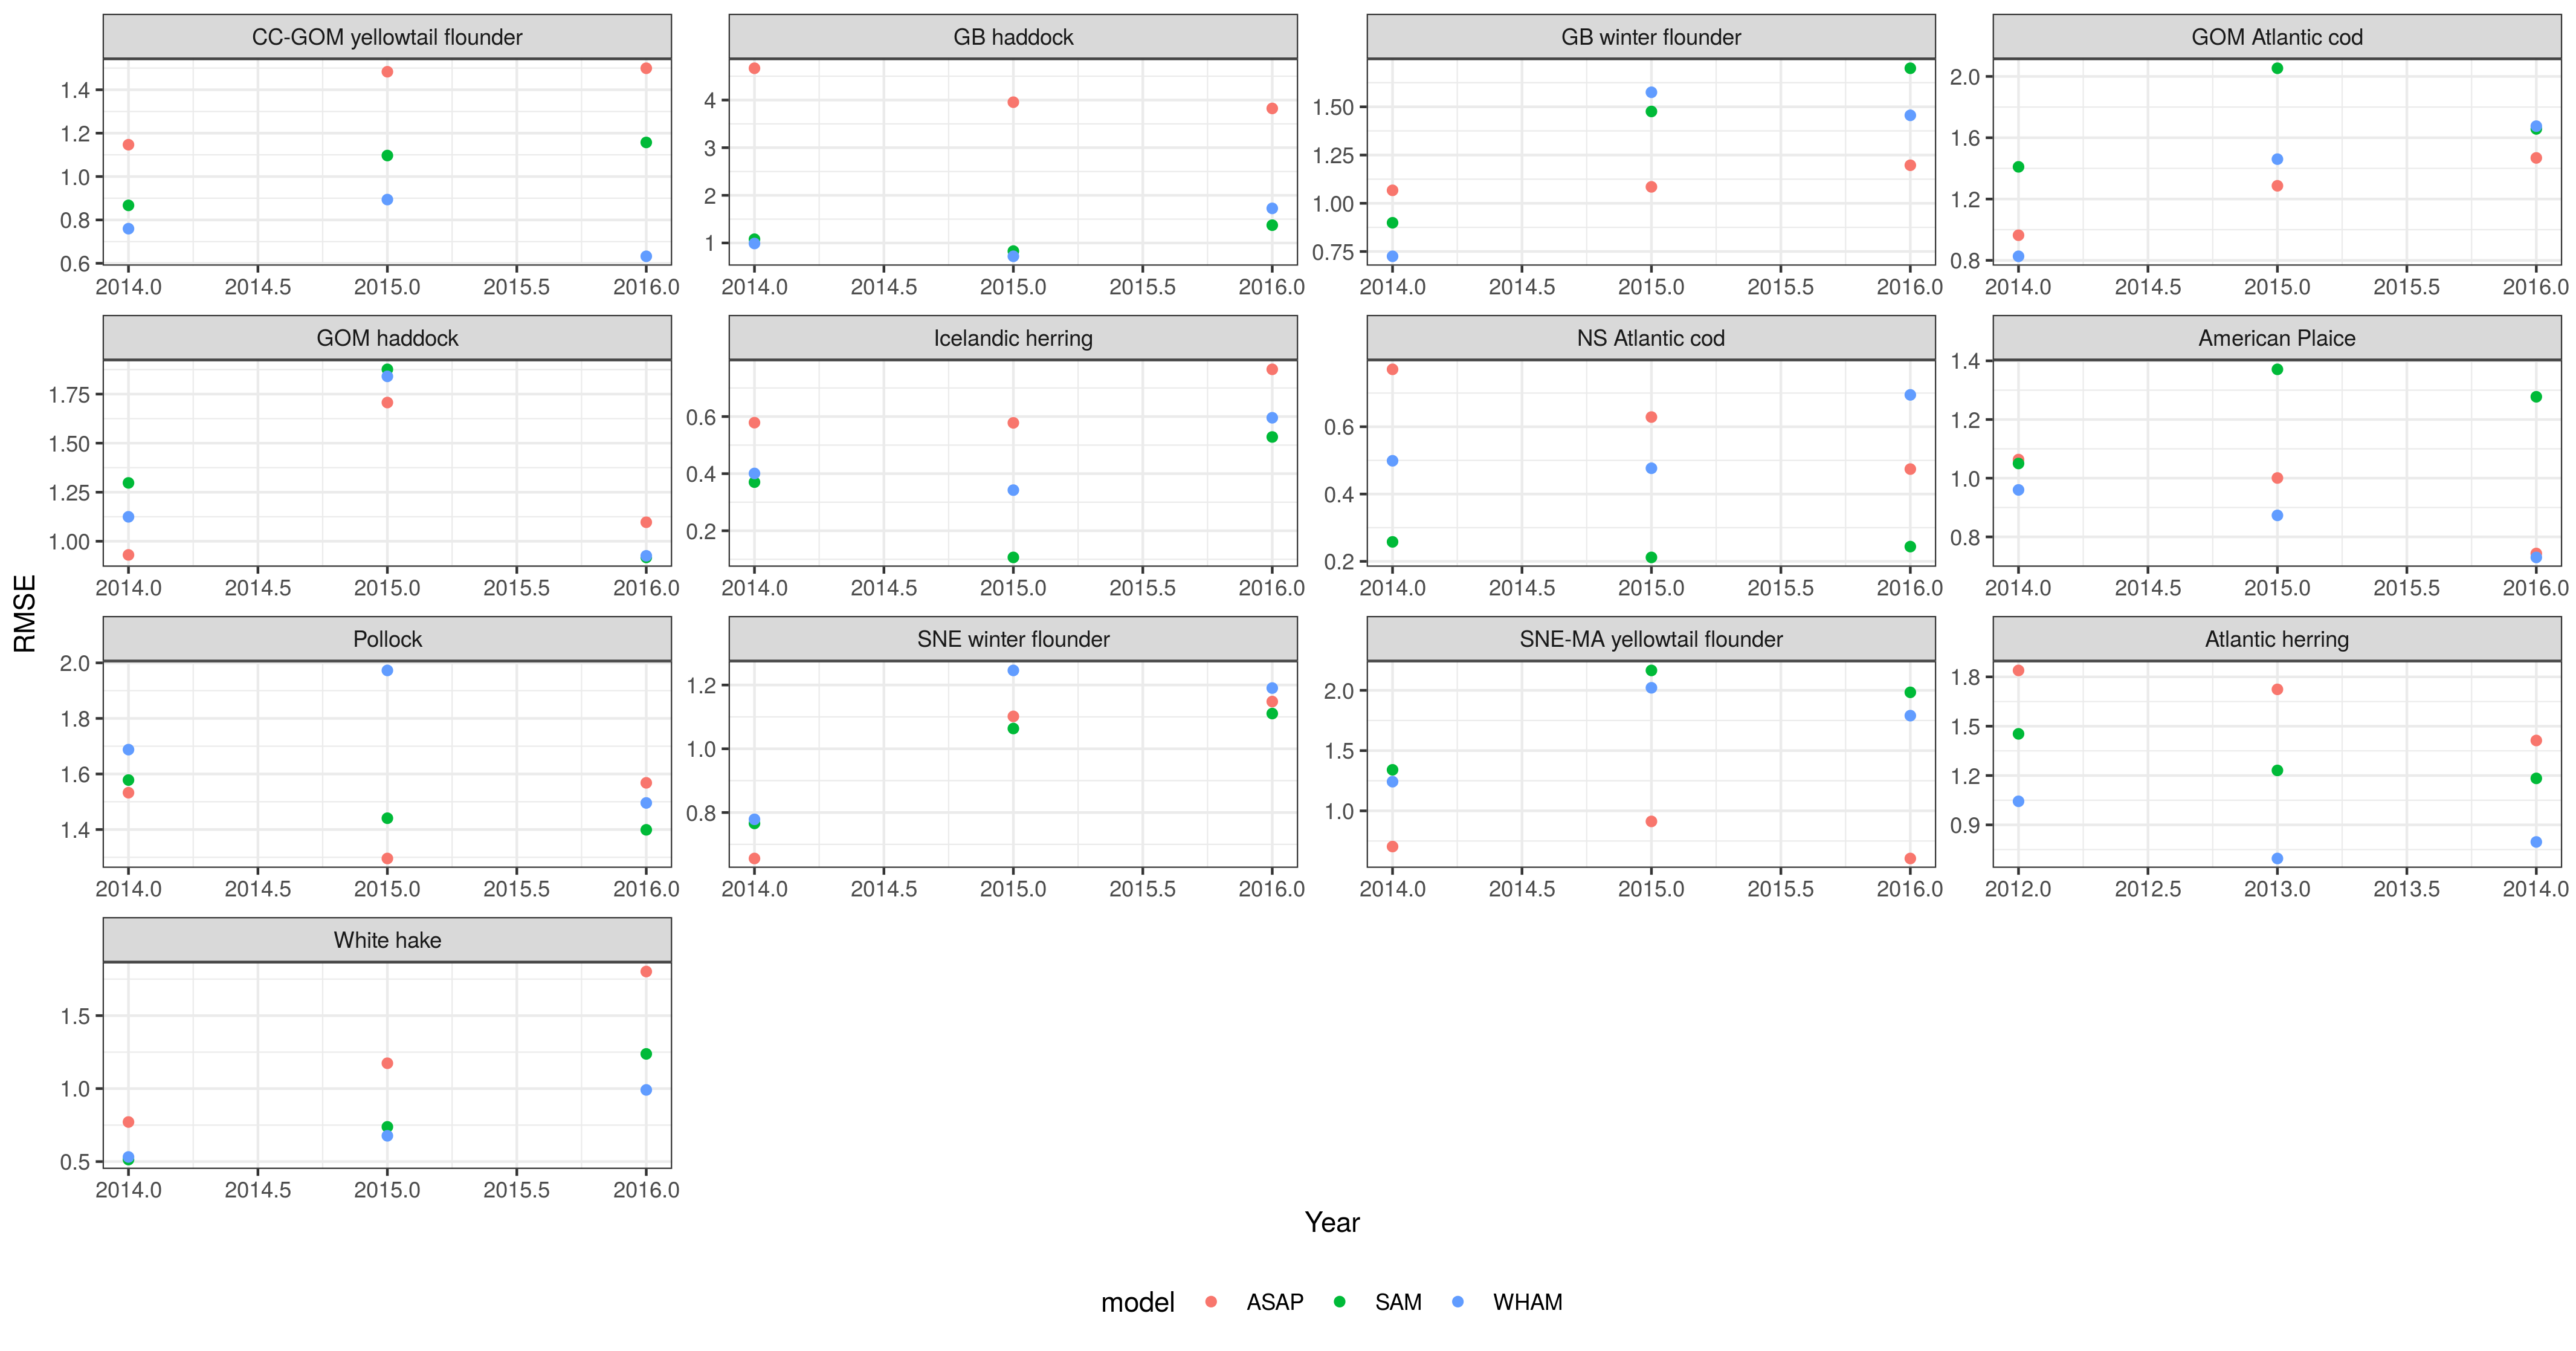 CC-GOM yellowtail flounder
GB haddock
GB winter flounder
GOM Atlantic cod
1.4
1.2
1.0
0.8
0.6
4
3
2
1
1.50
1.25
1.00
0.75
2.0
1.6
1.2
0.8
2014.0 2014.5 2015.0 2015.5 2016.0
2014.0 2014.5 2015.0 2015.5 2016.0
2014.0 2014.5 2015.0 2015.5 2016.0
2014.0 2014.5 2015.0 2015.5 2016.0
GOM haddock
Icelandic herring
NS Atlantic cod
American Plaice
1.75
1.50
1.25
1.00
0.6
0.4
0.2
0.6
0.4
0.2
1.4
1.2
1.0
0.8
2014.0 2014.5 2015.0 2015.5 2016.0
2014.0 2014.5 2015.0 2015.5 2016.0
2014.0 2014.5 2015.0 2015.5 2016.0
2014.0 2014.5 2015.0 2015.5 2016.0
RMSE
Pollock
SNE winter flounder
SNE-MA yellowtail flounder
Atlantic herring
2.0
1.8
1.6
1.4
1.2
1.0
0.8
2.0
1.5
1.0
1.8
1.5
1.2
0.9
2014.0 2014.5 2015.0 2015.5 2016.0
2014.0 2014.5 2015.0 2015.5 2016.0
2014.0 2014.5 2015.0 2015.5 2016.0
2012.0 2012.5 2013.0 2013.5 2014.0
White hake
1.5
1.0
0.5
2014.0 2014.5 2015.0 2015.5 2016.0
Year
model ASAP SAM WHAM